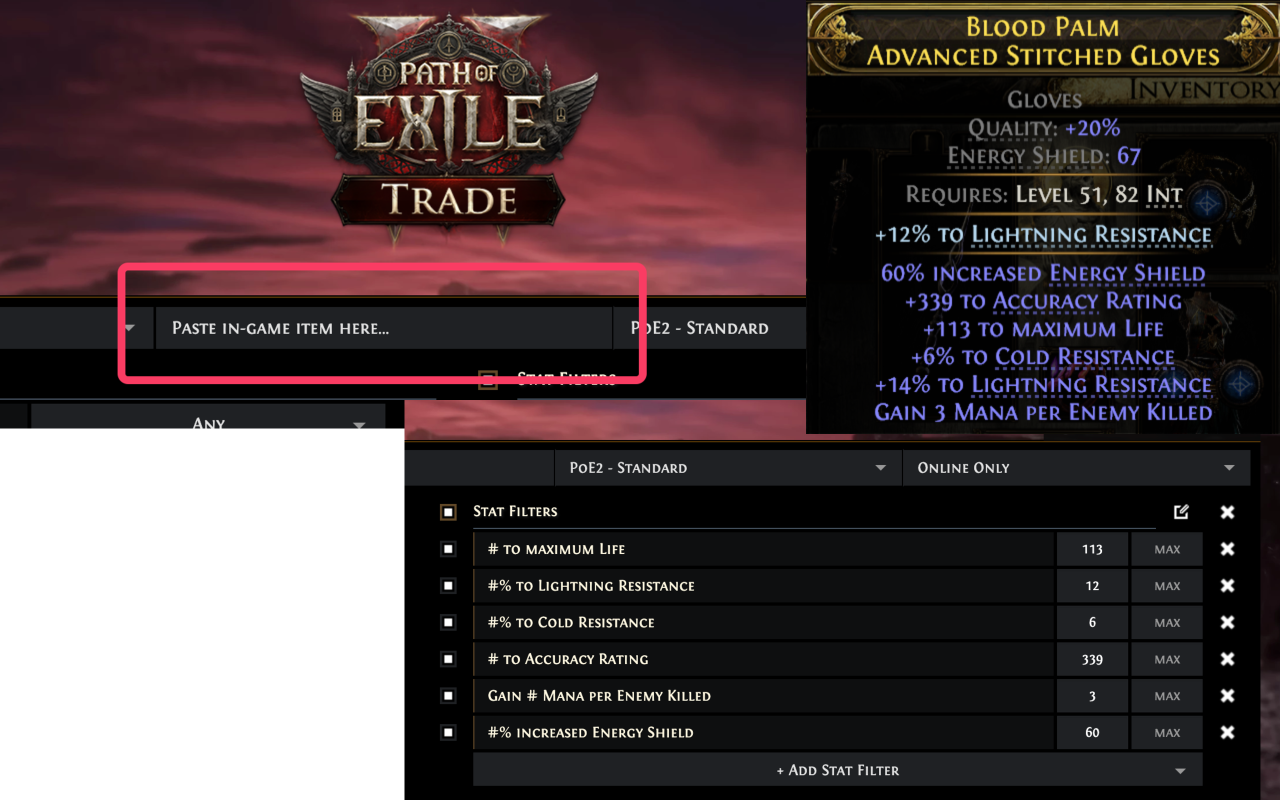 PATH OF
EXILE
TRADE
PASTE IN-GAME ITEM HERE...
POE2 - STANDARD
STAT FILTERS
ANY
BLOOD PALM
ADVANCED STITCHED GLOVES
INVENTORY
GLOVES
QUALITY: +20%
ENERGY SHIELD: 67
REQUIRES: LEVEL 51, 82 INT
+12% TO LIGHTNING RESISTANCE
60% INCREASED ENERGY SHIELD
+339 TO ACCURACY RATING
+113 TO MAXIMUM LIFE
+6% TO COLD RESISTANCE
+14% TO LIGHTNING RESISTANCE
GAIN 3 MANA PER ENEMY KILLED
POE2 - STANDARD ONLINE ONLY
STAT FILTERS
# TO MAXIMUM LIFE 113 MAX
#% TO LIGHTNING RESISTANCE 12 MAX
#% TO COLD RESISTANCE 6 MAX
# TO ACCURACY RATING 339 MAX
GAIN # MANA PER ENEMY KILLED 3 MAX
#% INCREASED ENERGY SHIELD 60 MAX
+ ADD STAT FILTER